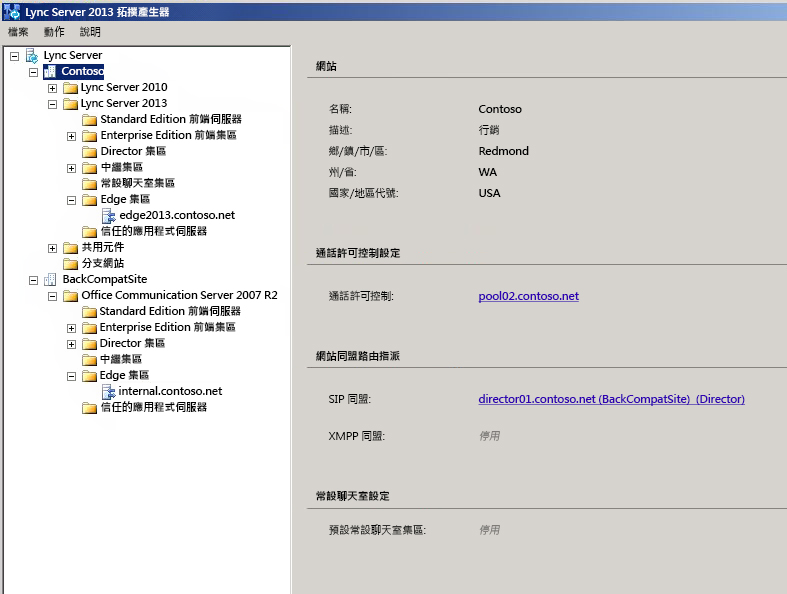 Lync Server 2013 拓撲產生器
檔案 動作 說明
Lync Server
Contoso
Lync Server 2010
Lync Server 2013
Standard Edition 前端伺服器
Enterprise Edition 前端集區
Director 集區
中繼集區
常設聊天室集區
Edge 集區
edge2013.contoso.net
信任的應用程式伺服器
共用元件
分支網站
BackCompatSite
Office Communication Server 2007 R2
Standard Edition 前端伺服器
Enterprise Edition 前端集區
Director 集區
中繼集區
Edge 集區
internal.contoso.net
信任的應用程式伺服器
網站
名稱: Contoso
描述: 行銷
鄉/鎮/市/區: Redmond
州/省: WA
國家/地區代號: USA
通話許可控制設定
通話許可控制: pool02.contoso.net
網站同盟路由指派
SIP 同盟: director01.contoso.net (BackCompatSite) (Director)
XMPP 同盟: 停用
常設聊天室設定
預設常設聊天室集區: 停用